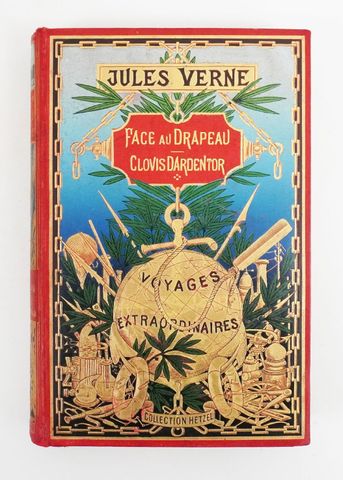 JULES VERNE
FACE AU DRAPEAU
CLOVIS DARDENTOR
VOYAGES
EXTRAORDINAIRES
COLLECTION HETZEL